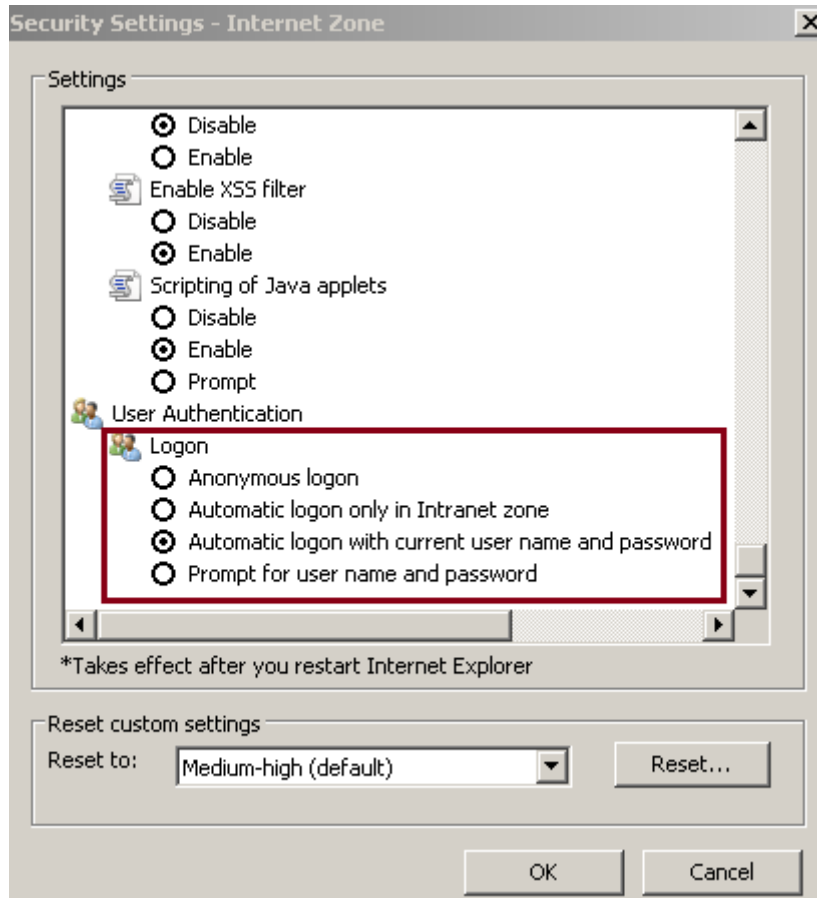 Security Settings - Internet Zone
Settings
Disable
Enable
Enable XSS filter
Disable
Enable
Scripting of Java applets
Disable
Enable
Prompt
User Authentication
Logon
Anonymous logon
Automatic logon only in Intranet zone
Automatic logon with current user name and password
Prompt for user name and password
*Takes effect after you restart Internet Explorer
Reset custom settings
Reset to:
Medium-high (default)
Reset...
OK
Cancel